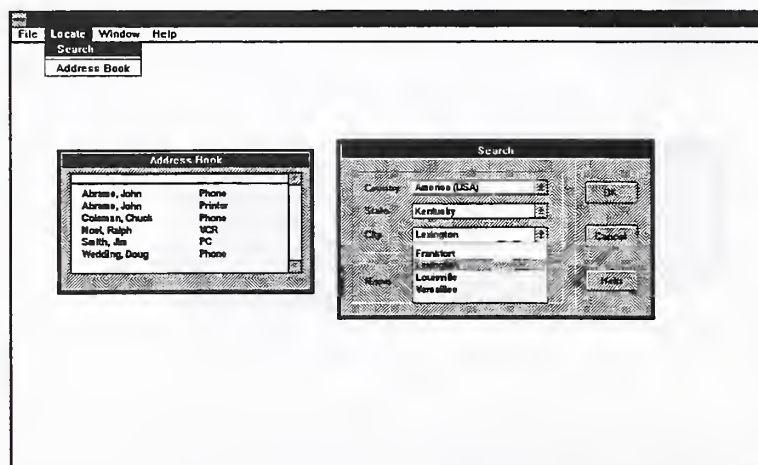 File Locate Window Help
Search
Address Book
Address Book
Abrams, John Phone
Abrams, John Printer
Coleman, Chuck Phone
Noel, Ralph VCR
Smith, Jim PC
Wedding, Doug Phone
Search
Country America (USA)
State Kentucky
City Lexington
Frankfort
Lexington
Louisville
Versailles
Name
OK
Cancel
Help